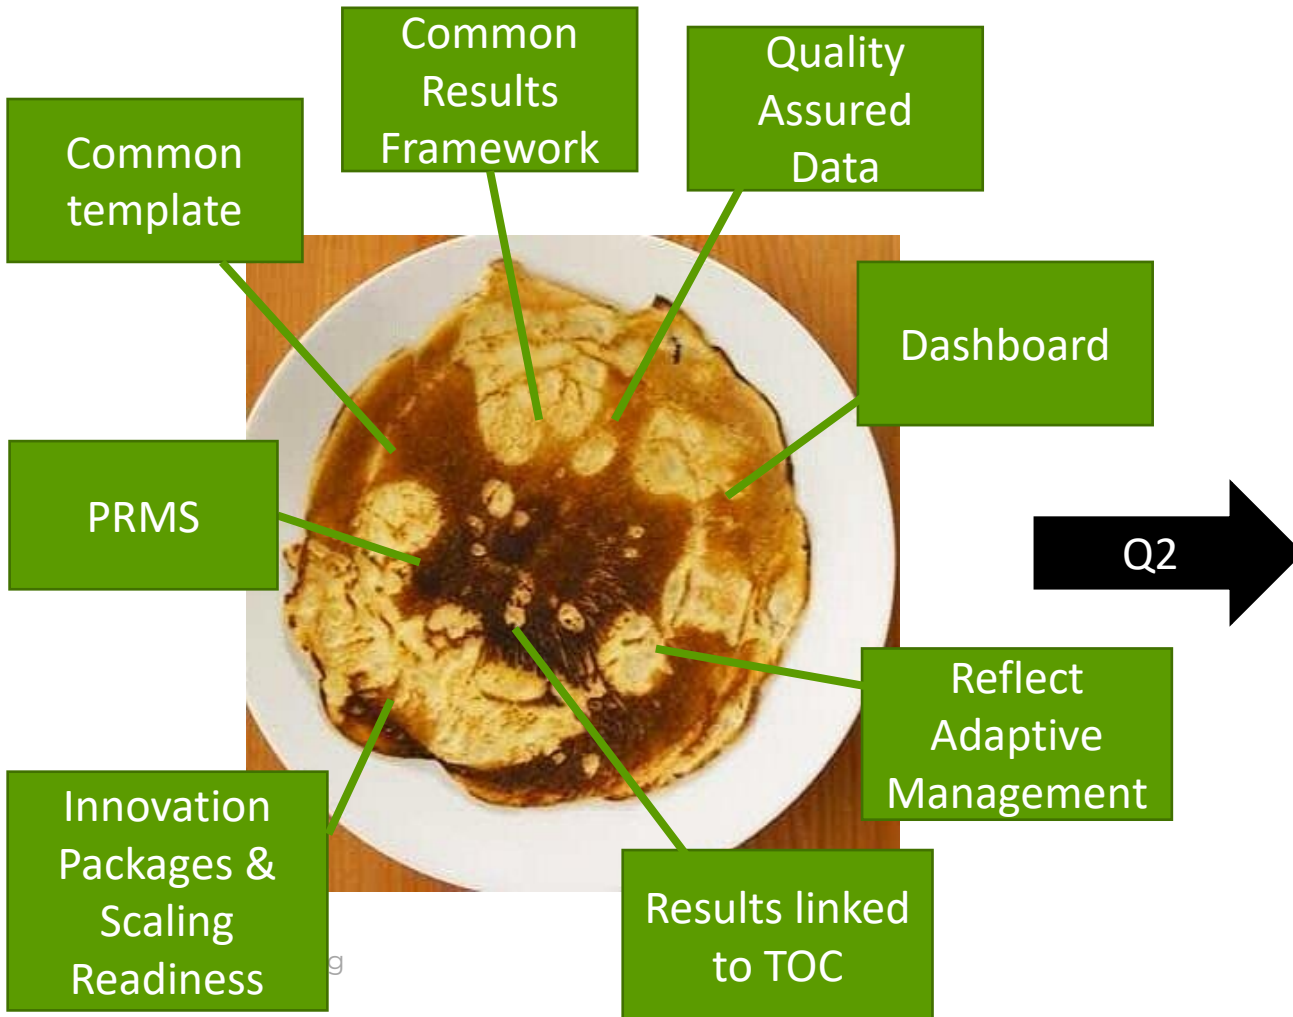 Common
Results
Framework
Quality
Assured
Data
Common
template
Dashboard
PRMS
Q2
Reflect
Adaptive
Management
Innovation
Packages &
Scaling
Readiness
Results linked
to TOC
g